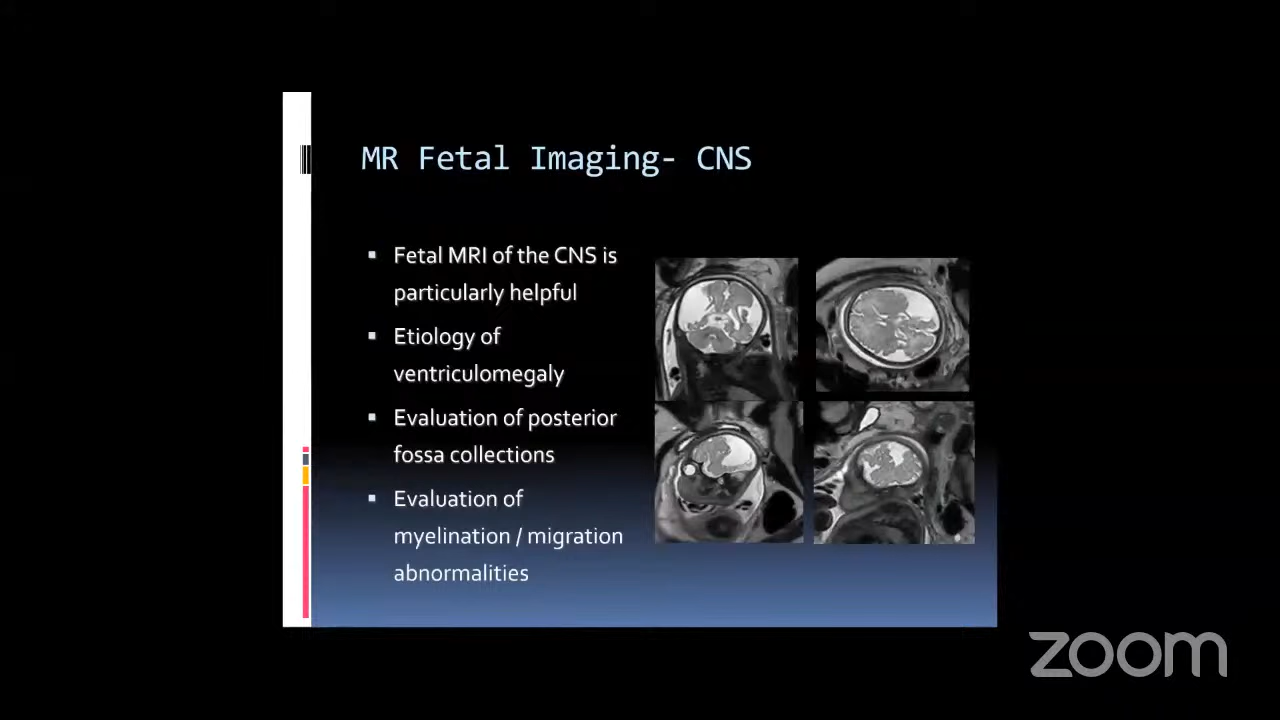 MR Fetal Imaging- CNS
▪ Fetal MRI of the CNS is
particularly helpful
▪ Etiology of
ventriculomegaly
▪ Evaluation of posterior
fossa collections
▪ Evaluation of
myelination / migration
abnormalities
zoom